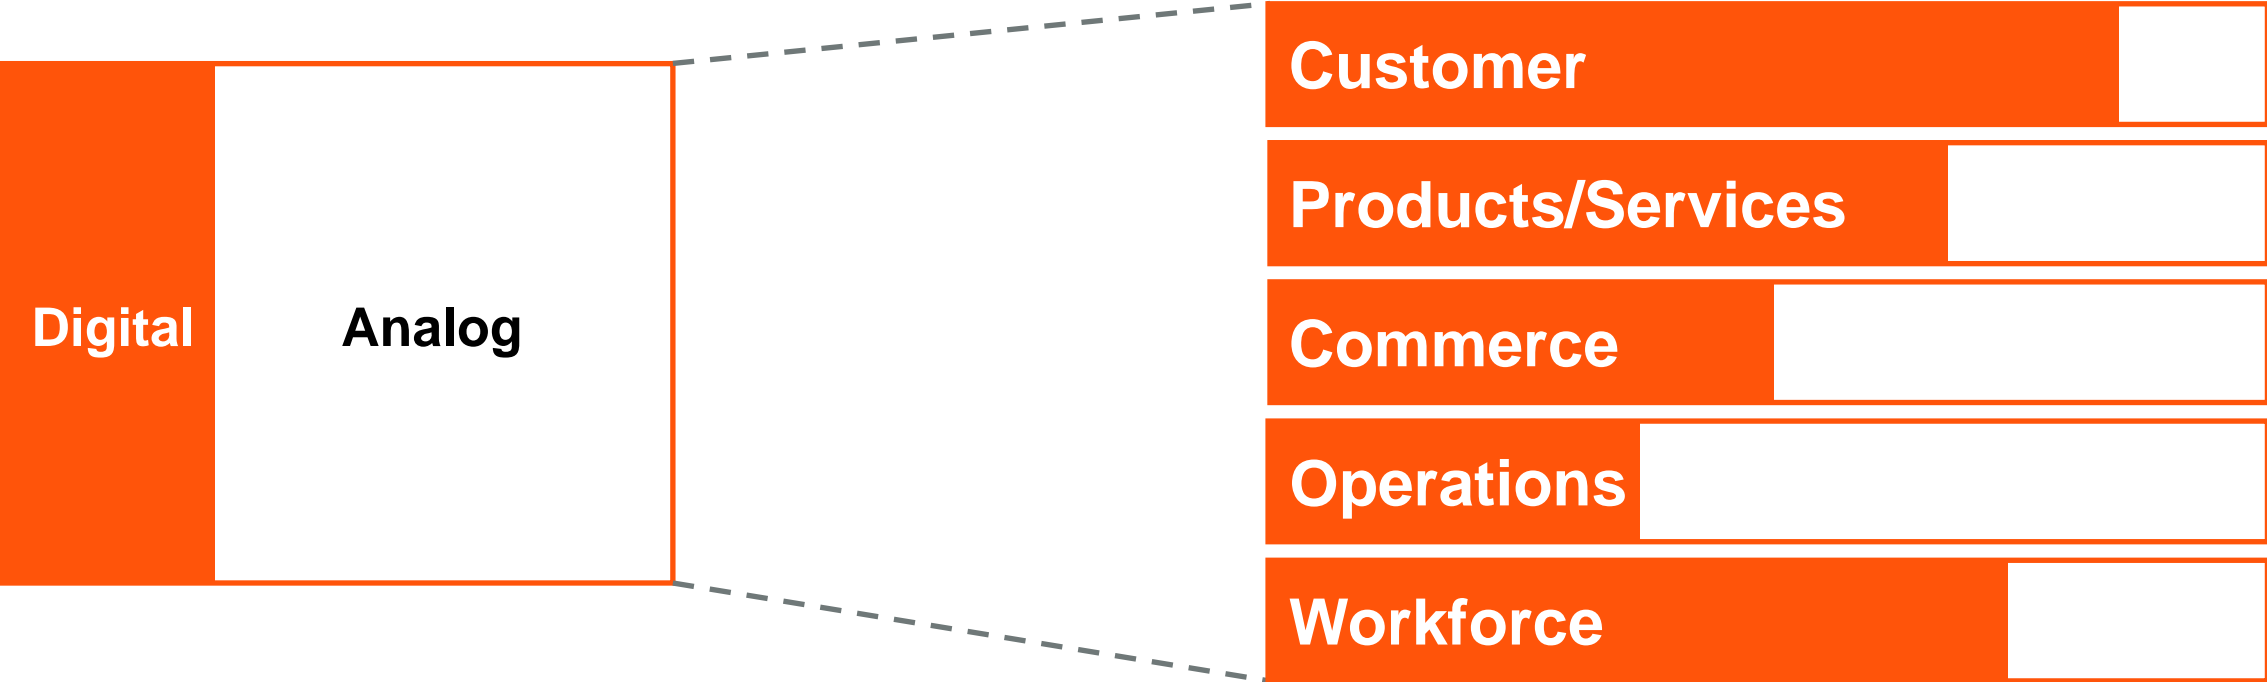 Digital
Analog
Customer
Products/Services
Commerce
Operations
Workforce